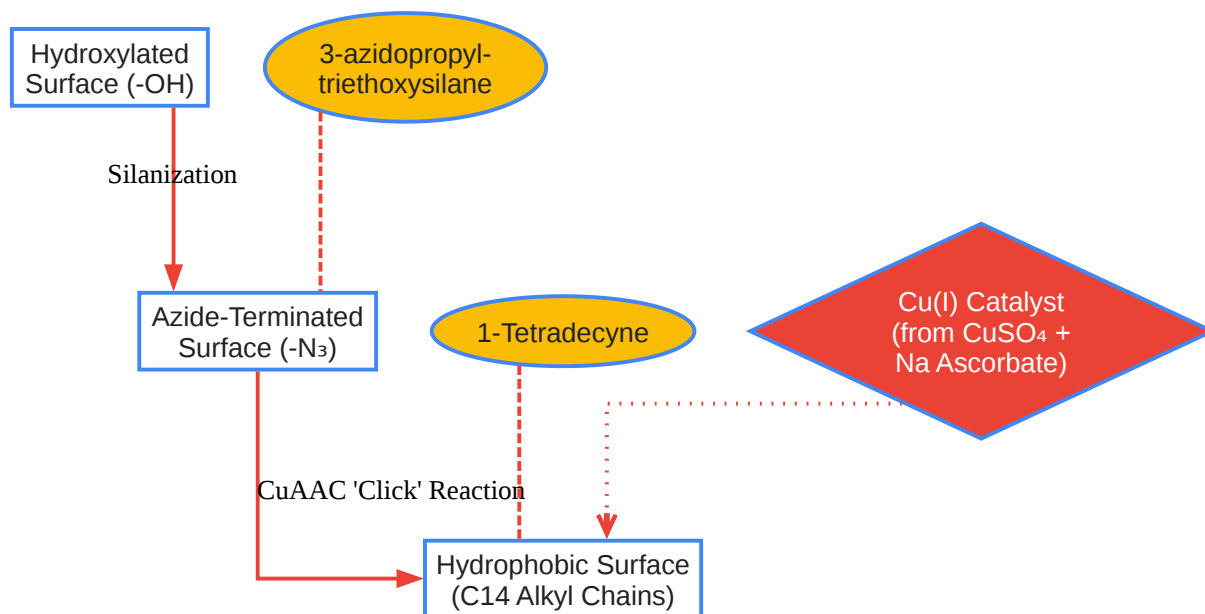 Hydroxylated
Surface (-OH)
3-azidopropyl-
triethoxysilane
Silanization
Azide-Terminated
Surface (-N₃)
1-Tetradecyne
Cu(I) Catalyst
(from CuSO₄ +
Na Ascorbate)
CuAAC 'Click' Reaction
Hydrophobic Surface
(C14 Alkyl Chains)